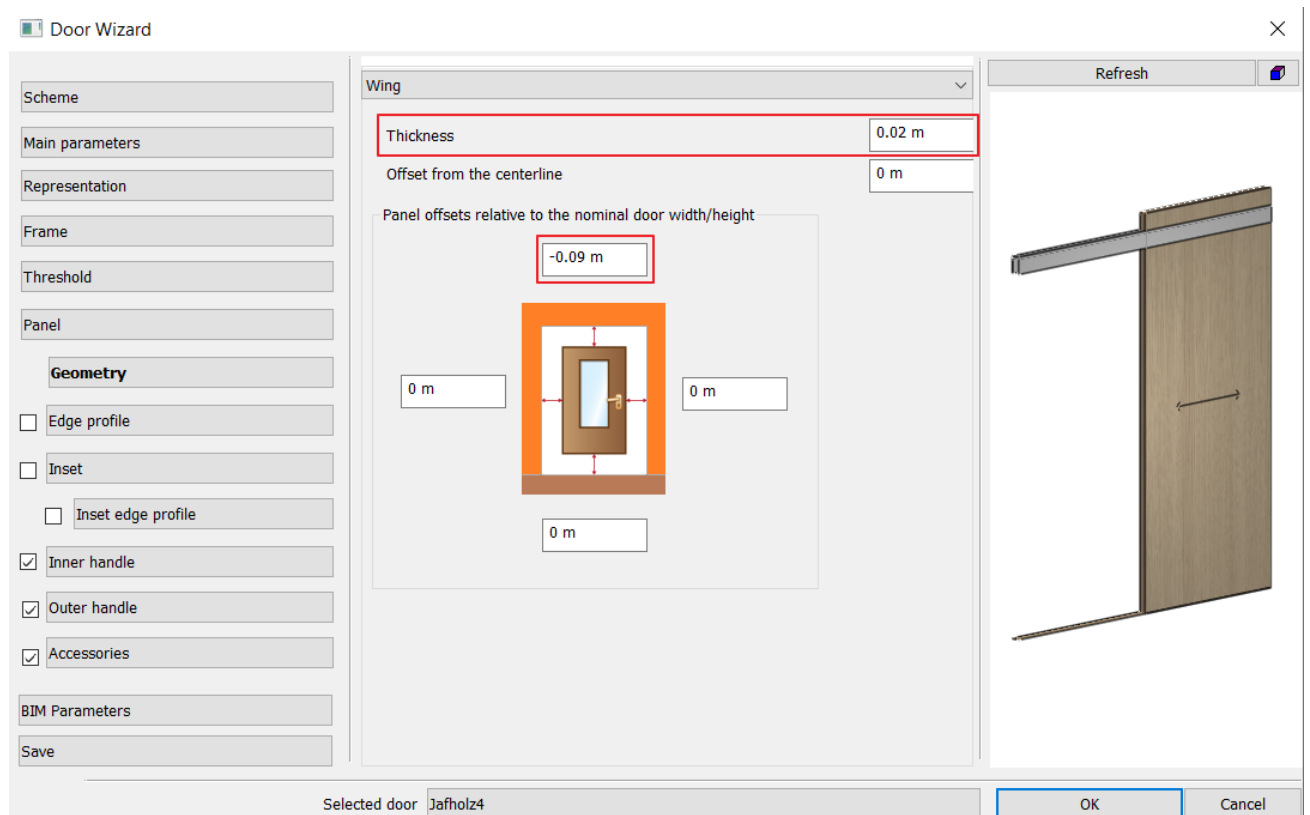 Door Wizard
Scheme
Main parameters
Representation
Frame
Threshold
Panel
Geometry
Edge profile
Inset
Inset edge profile
Inner handle
Outer handle
Accessories
BIM Parameters
Save
Wing
Thickness 0.02 m
Offset from the centerline 0 m
Panel offsets relative to the nominal door width/height
-0.09 m
0 m 0 m
0 m
Refresh
Selected door Jafholz4
OK Cancel